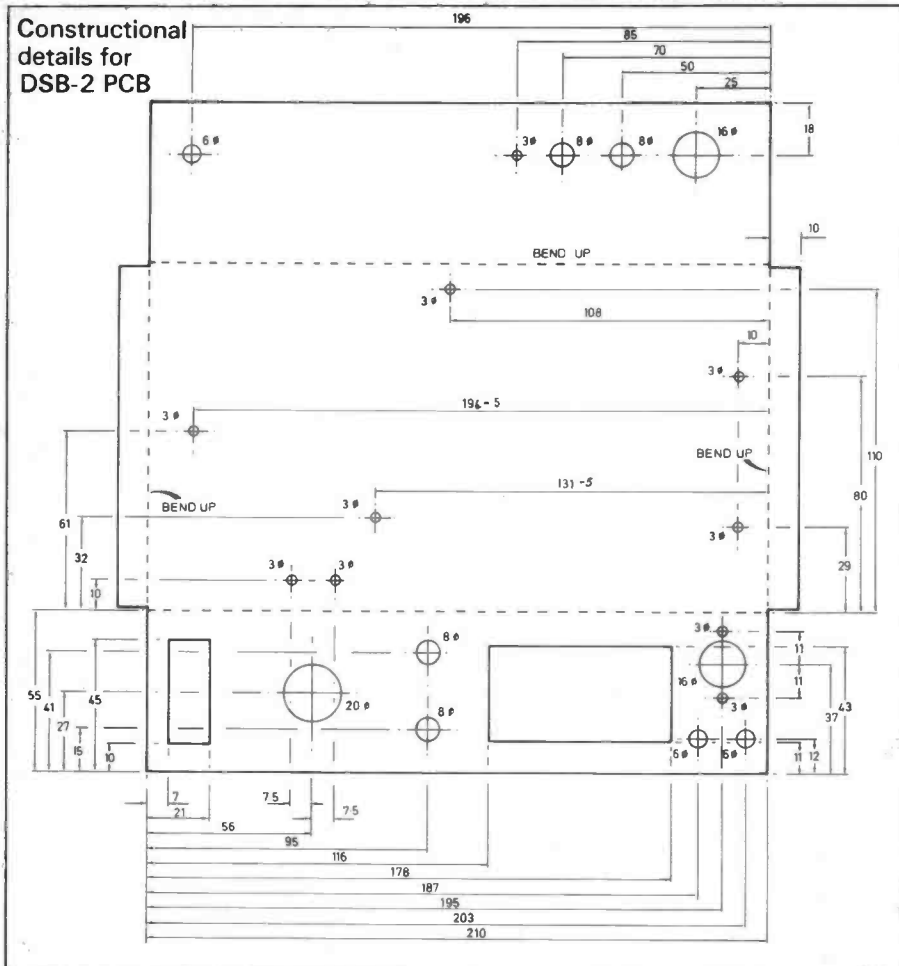 Constructional
details for
DSB-2 PCB
196
85
70
50
25
18
6ø
3ø
8ø
8ø
16ø
10
BEND UP
3ø
108
10
3ø
194-5
3ø
110
80
BEND UP
131-5
BEND UP
3ø
61
32
3ø
29
3ø
3ø
10
3ø
8ø
11
16ø
11
55
41
45
27
20ø
3ø
43
37
15
10
8ø
6ø
6ø
11
12
7
7·5
21
7·5
56
95
116
178
187
195
203
210